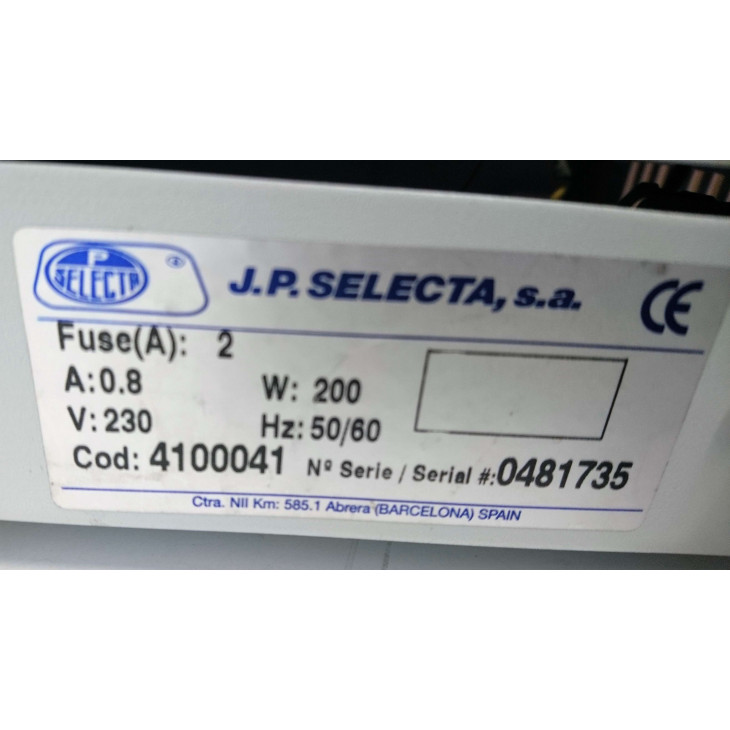 P
SELECTA
®
J.P. SELECTA, s.a.
CE
Fuse(A): 2
A:0.8 W: 200
V: 230 Hz: 50/60
Cod: 4100041 Nº Serie / Serial #:0481735
Ctra. NII Km: 585.1 Abrera (BARCELONA) SPAIN